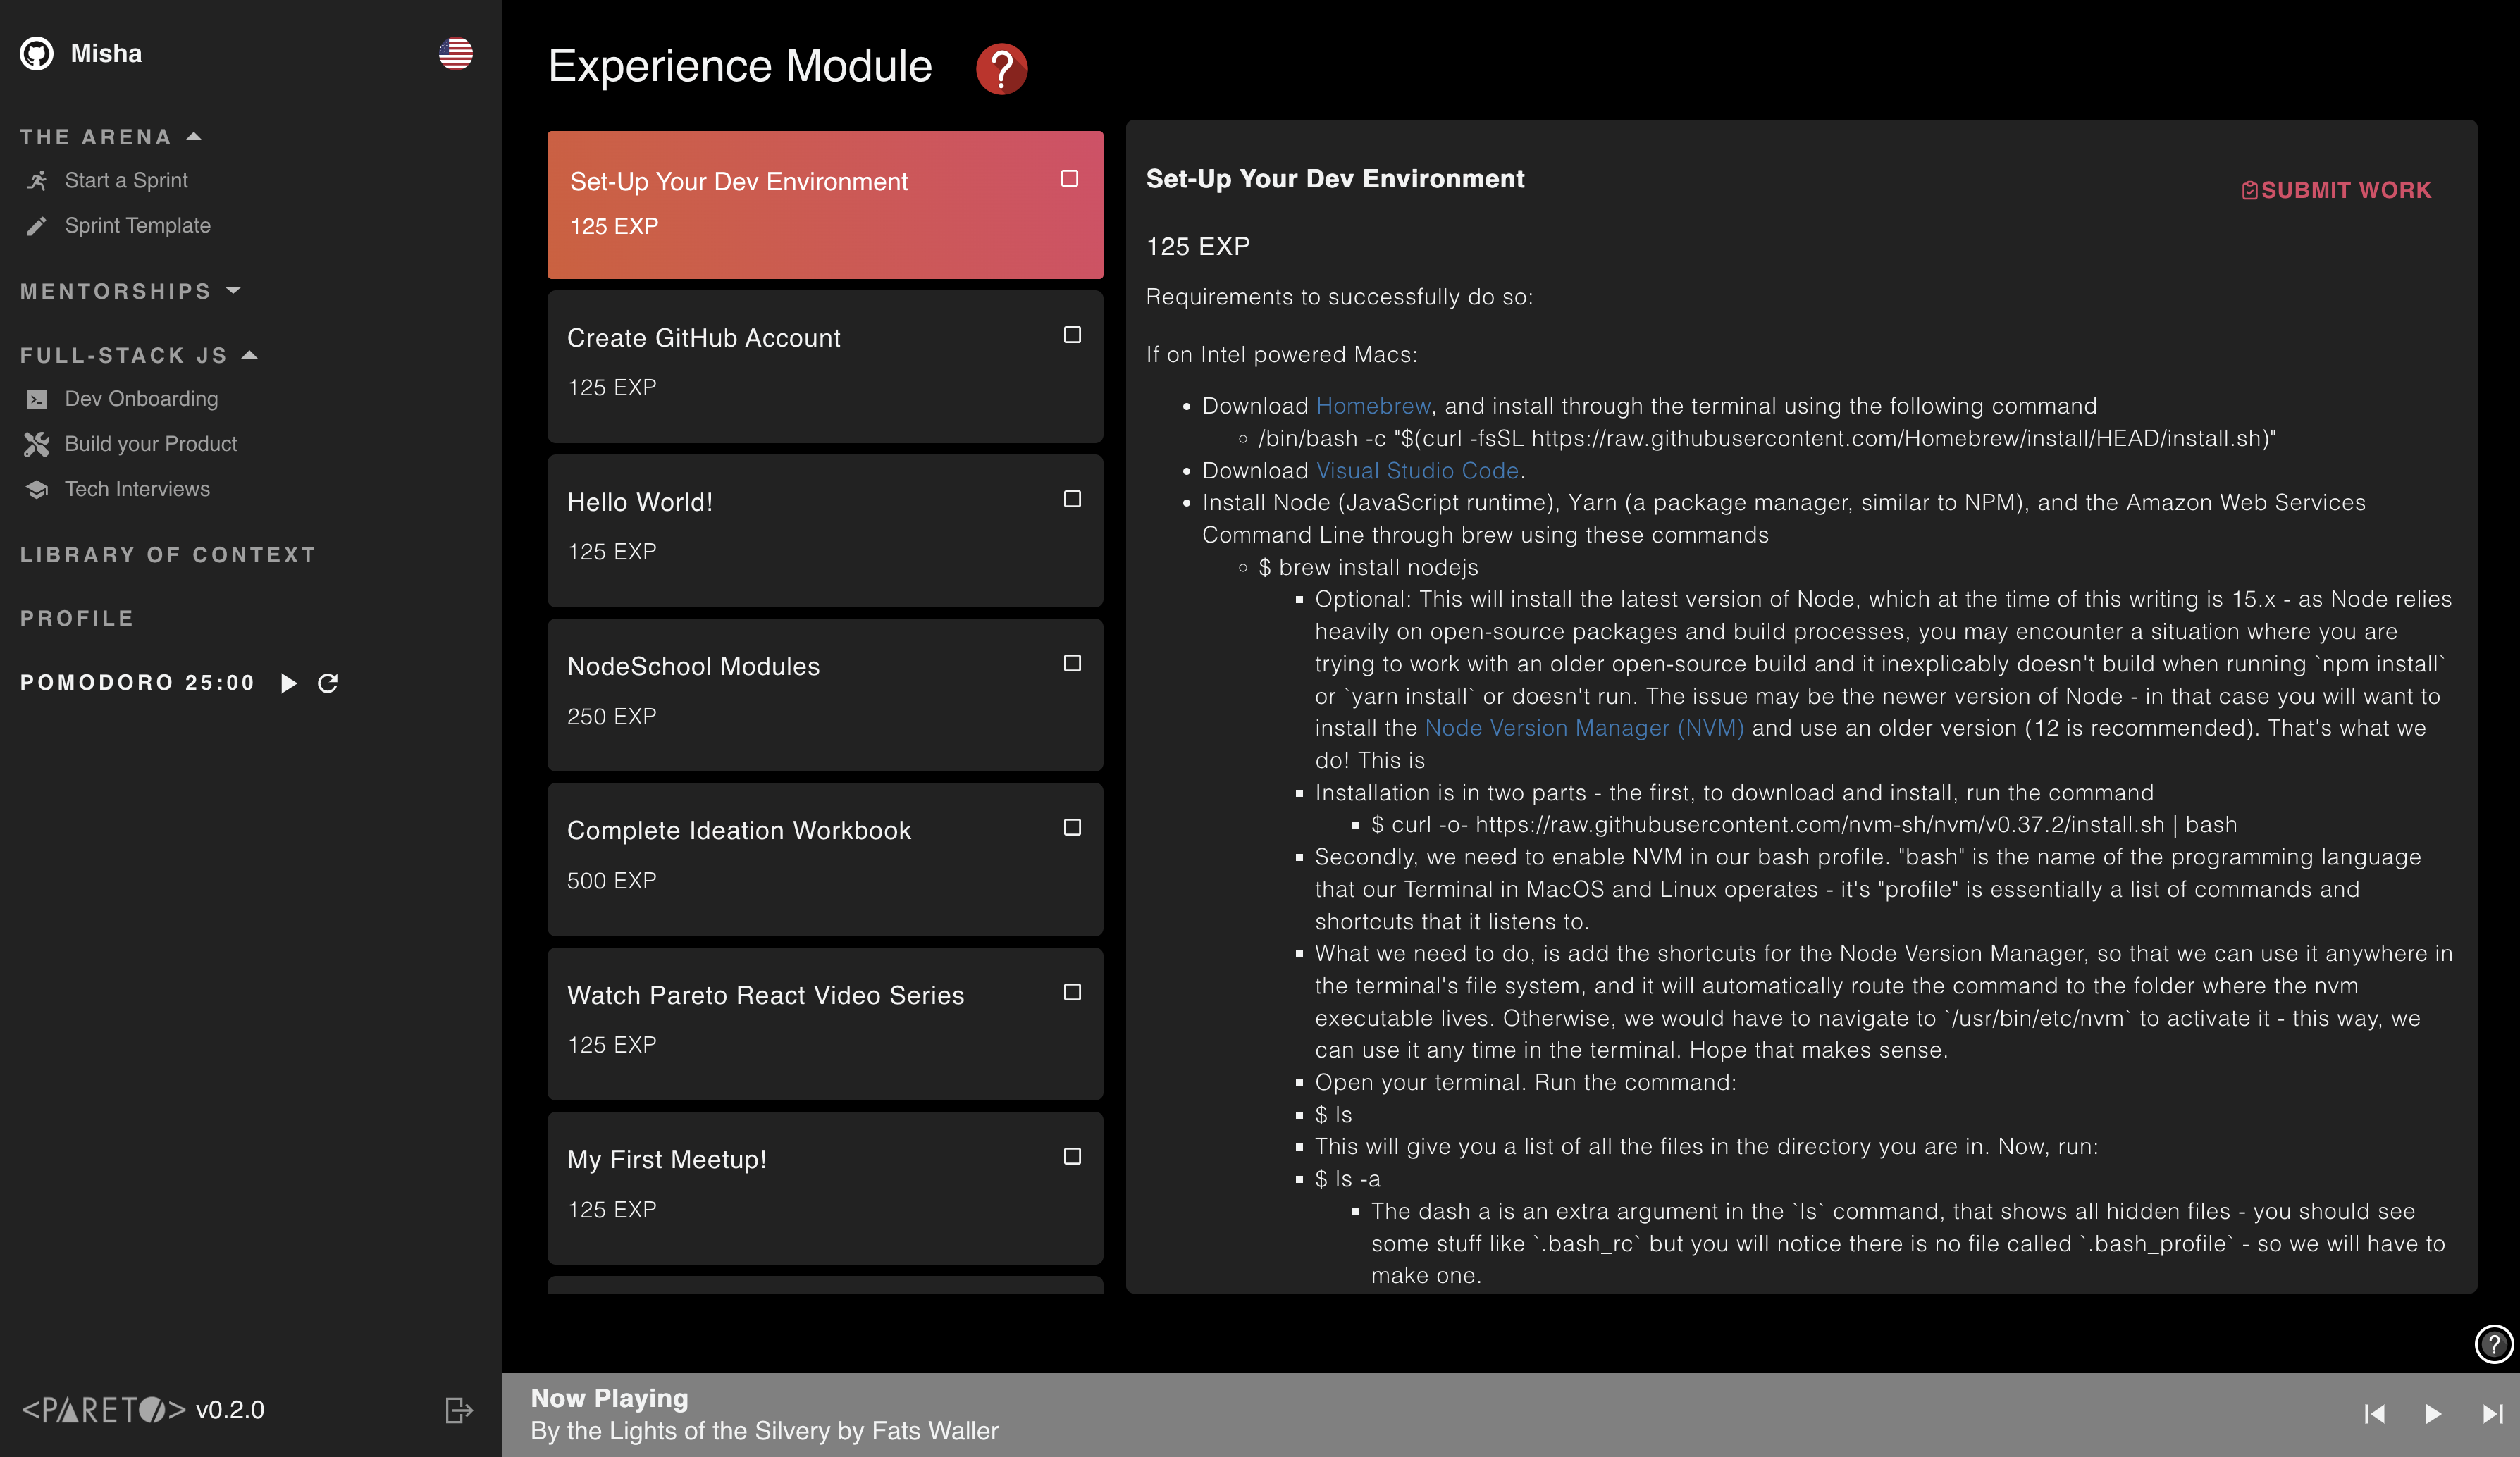 Misha
THE ARENA
Start a Sprint
Sprint Template
MENTORSHIPS
FULL-STACK JS
Dev Onboarding
Build your Product
Tech Interviews
LIBRARY OF CONTEXT
PROFILE
POMODORO 25:00
<PARETO> v0.2.0
Experience Module
Set-Up Your Dev Environment
125 EXP
Create GitHub Account
125 EXP
Hello World!
125 EXP
NodeSchool Modules
250 EXP
Complete Ideation Workbook
500 EXP
Watch Pareto React Video Series
125 EXP
My First Meetup!
125 EXP
Set-Up Your Dev Environment
SUBMIT WORK
125 EXP
Requirements to successfully do so:
If on Intel powered Macs:
Download Homebrew, and install through the terminal using the following command
/bin/bash -c "$(curl -fsSL https://raw.githubusercontent.com/Homebrew/install/HEAD/install.sh)"
Download Visual Studio Code.
Install Node (JavaScript runtime), Yarn (a package manager, similar to NPM), and the Amazon Web Services
Command Line through brew using these commands
$ brew install nodejs
Optional: This will install the latest version of Node, which at the time of this writing is 15.x - as Node relies
heavily on open-source packages and build processes, you may encounter a situation where you are
trying to work with an older open-source build and it inexplicably doesn't build when running `npm install`
or `yarn install` or doesn't run. The issue may be the newer version of Node - in that case you will want to
install the Node Version Manager (NVM) and use an older version (12 is recommended). That's what we
do! This is
Installation is in two parts - the first, to download and install, run the command
$ curl -o- https://raw.githubusercontent.com/nvm-sh/nvm/v0.37.2/install.sh | bash
Secondly, we need to enable NVM in our bash profile. "bash" is the name of the programming language
that our Terminal in MacOS and Linux operates - it's "profile" is essentially a list of commands and
shortcuts that it listens to.
What we need to do, is add the shortcuts for the Node Version Manager, so that we can use it anywhere in
the terminal's file system, and it will automatically route the command to the folder where the nvm
executable lives. Otherwise, we would have to navigate to `/usr/bin/etc/nvm` to activate it - this way, we
can use it any time in the terminal. Hope that makes sense.
Open your terminal. Run the command:
$ ls
This will give you a list of all the files in the directory you are in. Now, run:
$ ls -a
The dash a is an extra argument in the `ls` command, that shows all hidden files - you should see
some stuff like `.bash_rc` but you will notice there is no file called `.bash_profile` - so we will have to
make one.
Now Playing
By the Lights of the Silvery by Fats Waller